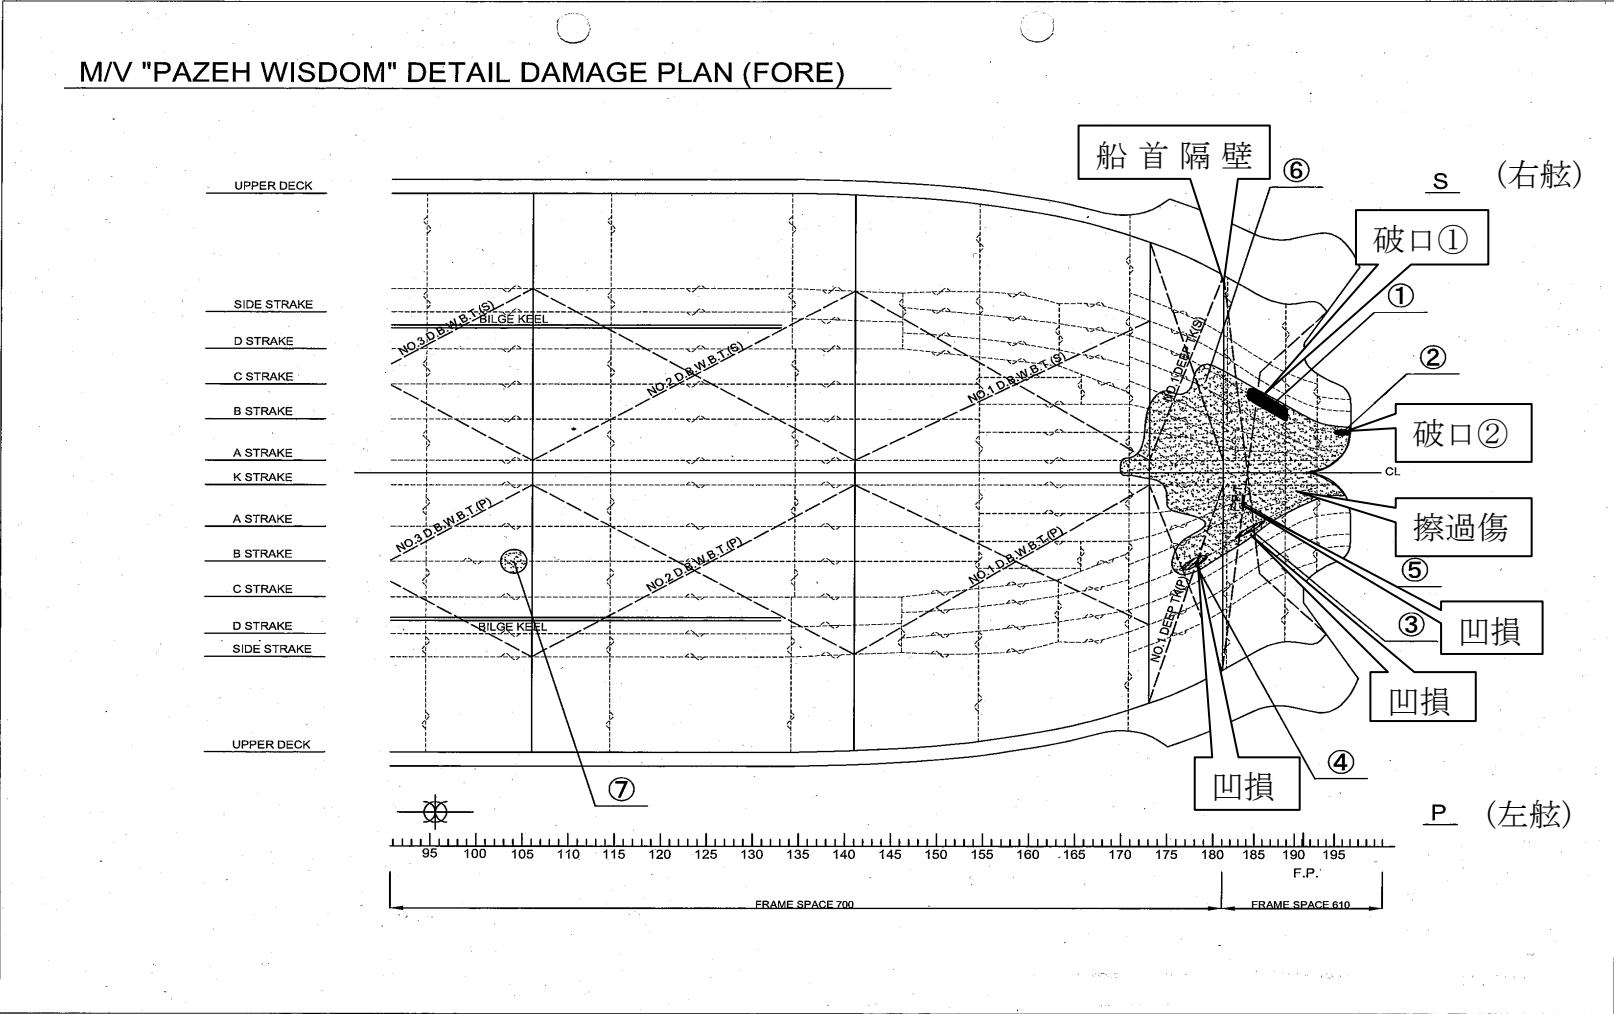 M/V "PAZEH WISDOM" DETAIL DAMAGE PLAN (FORE)
船首隔壁
⑥
S (右舷)
UPPER DECK
破口①
①
SIDE STRAKE
NO.3 D.B.W.B.T.(S)
BILGE KEEL
D STRAKE
NO.2 D.B.W.B.T.(S)
NO.1 D.B.W.B.T.(S)
NO.1 DEEP TK(S)
②
C STRAKE
B STRAKE
破口②
A STRAKE
K STRAKE
CL
A STRAKE
NO.3 D.B.W.B.T.(P)
NO.2 D.B.W.B.T.(P)
NO.1 D.B.W.B.T.(P)
擦過傷
B STRAKE
⑤
C STRAKE
NO.1 DEEP TK(P)
D STRAKE
BILGE KEEL
③
凹損
SIDE STRAKE
凹損
UPPER DECK
④
⑦
凹損
P (左舷)
95 100 105 110 115 120 125 130 135 140 145 150 155 160 165 170 175 180 185 190 195
F.P.
FRAME SPACE 700
FRAME SPACE 610